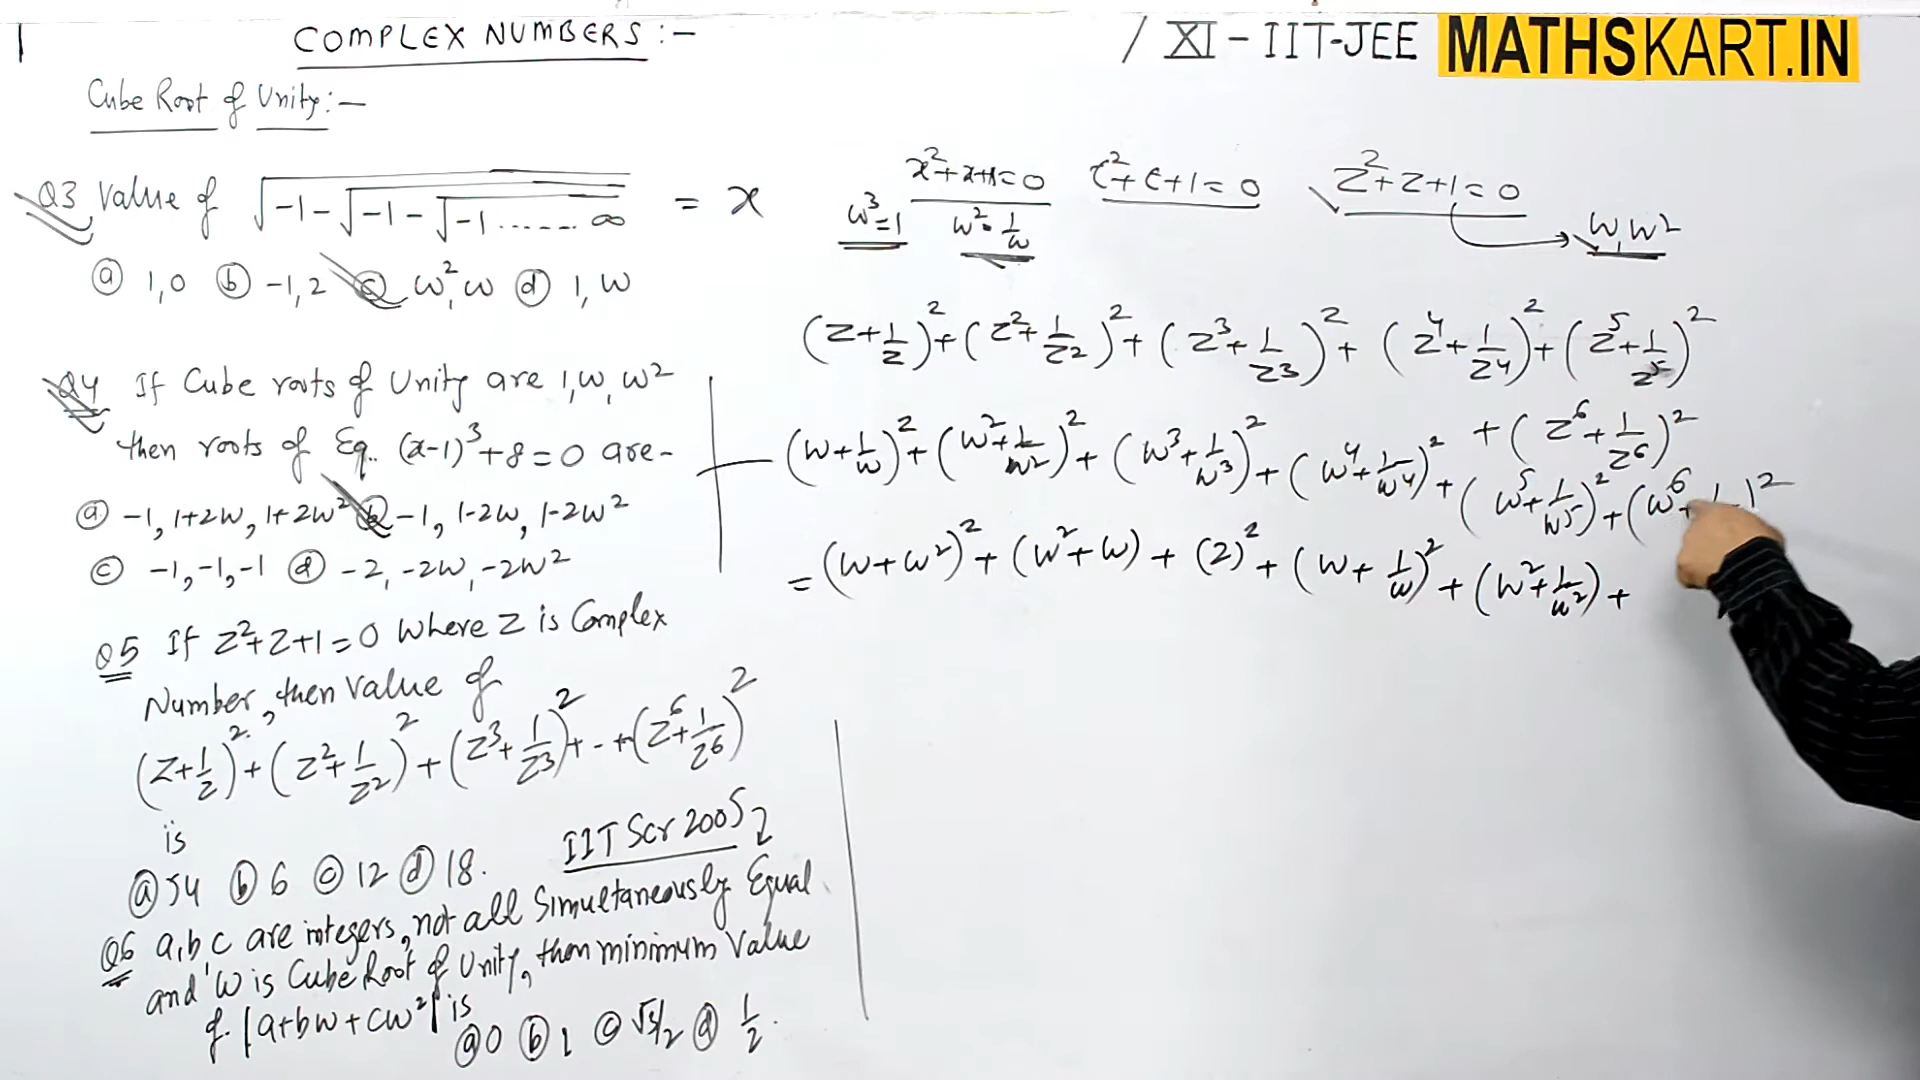 1 COMPLEX NUMBERS :- / XI - IIT-JEE MATHSKART.IN
Cube Root of Unity :-
Q3 Value of √(-1-√(-1-√(-1 ...... ∞))) = x
ⓐ 1,0 ⓑ -1,2 ⓒ ω², ω ⓓ 1, ω
Q4 If Cube roots of Unity are 1, ω, ω²
then roots of Eq. (x-1)³+8=0 are-
ⓐ -1, 1+2ω, 1+2ω² ⓑ -1, 1-2ω, 1-2ω²
ⓒ -1,-1,-1 ⓓ -2, -2ω, -2ω²
Q5 If z²+z+1=0 where z is Complex
Number, then Value of
(z+1/z)²+(z²+1/z²)²+(z³+1/z³)²+--+(z⁶+1/z⁶)²
is
ⓐ 54 ⓑ 6 ⓒ 12 ⓓ 18.
IIT Scr 2005
Q6 a,b c are integers, not all Simultaneously Equal
and 'ω is Cube Root of Unity, then minimum Value
of |a+bω+cω²| is
ⓐ 0 ⓑ 1 ⓒ √3/2 ⓓ 1/2.
x²+x+1=0 t²+t+1=0 z²+z+1=0
ω³=1 ω²=1/ω ω, ω²
(z+1/z)²+(z²+1/z²)²+(z³+1/z³)²+(z⁴+1/z⁴)²+(z⁵+1/z⁵)²
+(z⁶+1/z⁶)²
(ω+1/ω)²+(ω²+1/ω²)²+(ω³+1/ω³)²+(ω⁴+1/ω⁴)²+(ω⁵+1/ω⁵)²+(ω⁶+1)²
=(ω+ω²)²+(ω²+ω)+(2)²+(ω+1/ω)²+(ω²+1/ω²)+